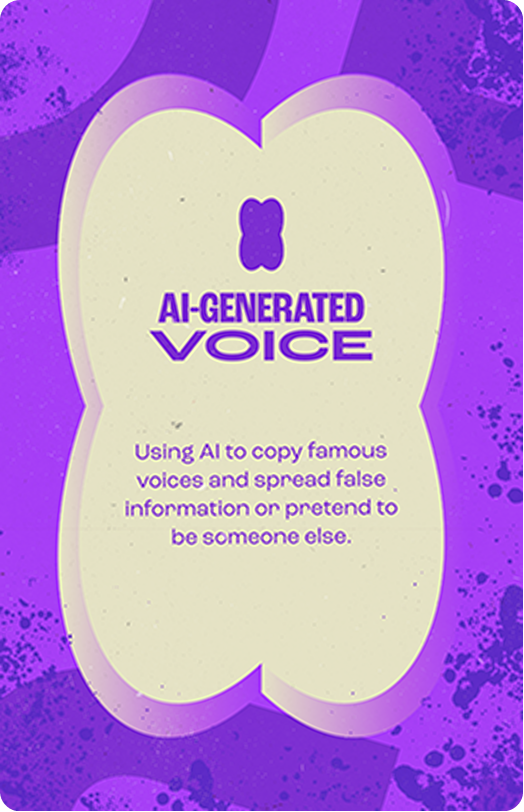 AI-GENERATED
VOICE
Using AI to copy famous
voices and spread false
information or pretend to
be someone else.